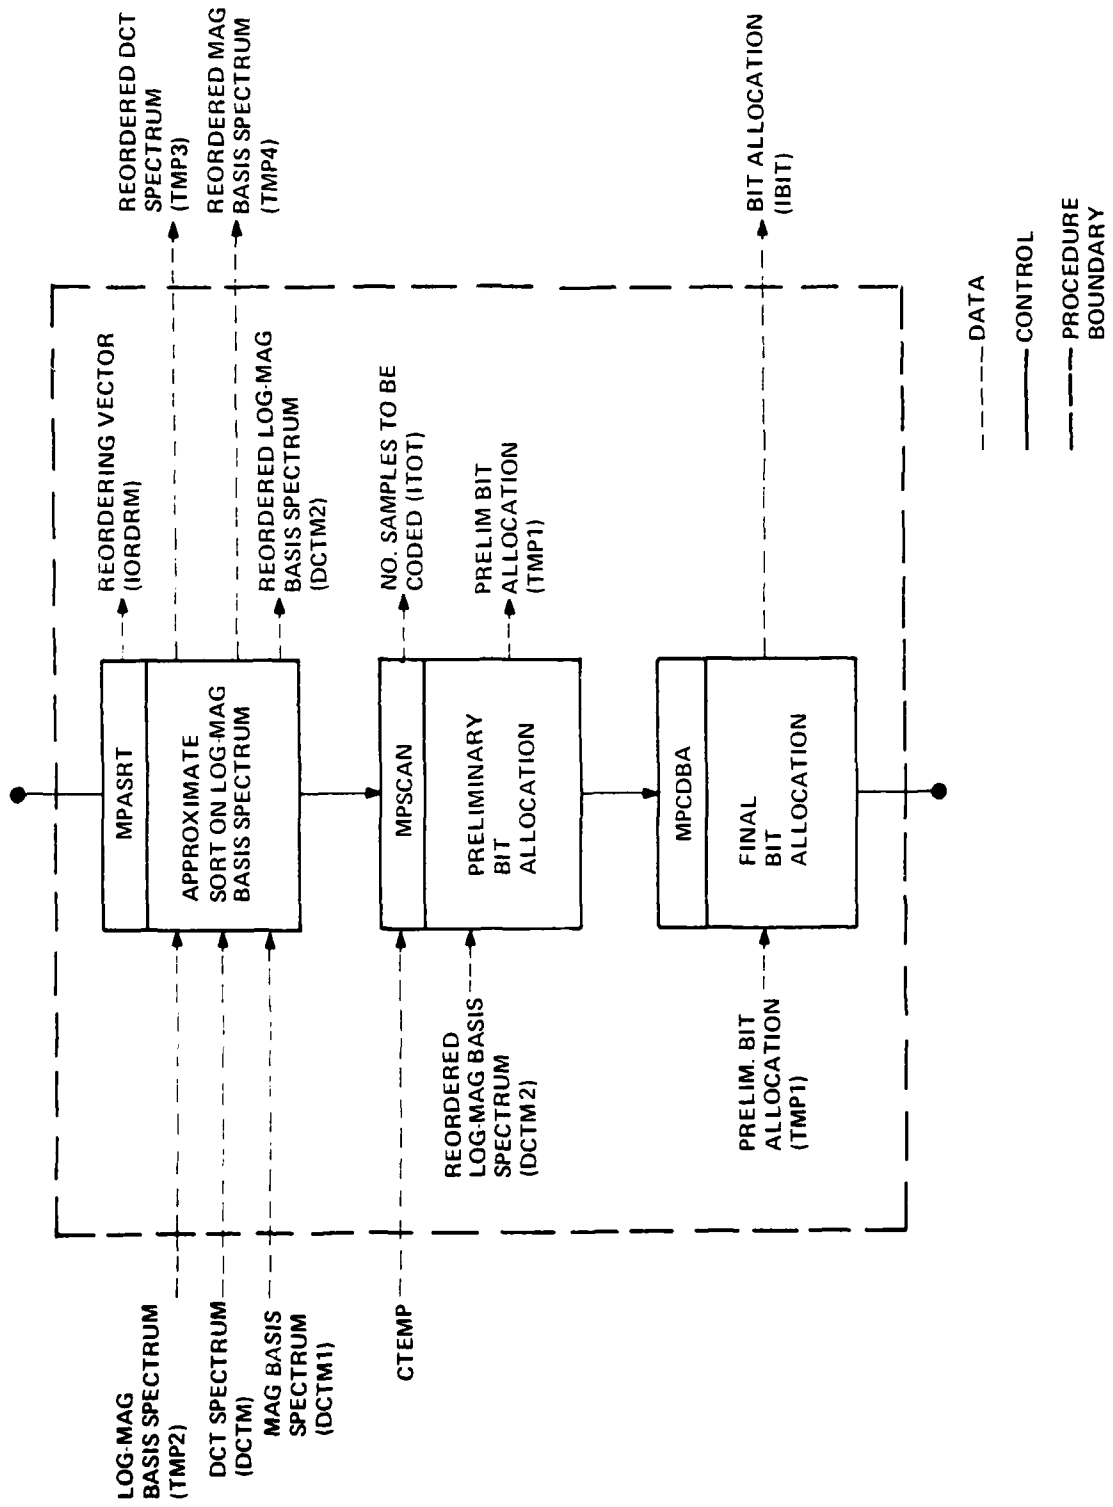 LOG-MAG
BASIS SPECTRUM
(TMP2)
DCT SPECTRUM
(DCTM)
MAG BASIS
SPECTRUM
(DCTM1)
MPASRT
APPROXIMATE
SORT ON LOG-MAG
BASIS SPECTRUM
REORDERING VECTOR
(IORDRM)
REORDERED DCT
SPECTRUM
(TMP3)
REORDERED MAG
BASIS SPECTRUM
(TMP4)
REORDERED LOG-MAG
BASIS SPECTRUM
(DCTM2)
CTEMP
REORDERED
LOG-MAG BASIS
SPECTRUM
(DCTM2)
MPSCAN
PRELIMINARY
BIT
ALLOCATION
NO. SAMPLES TO BE
CODED (ITOT)
PRELIM BIT
ALLOCATION
(TMP1)
PRELIM. BIT
ALLOCATION
(TMP1)
MPCDBA
FINAL
BIT
ALLOCATION
BIT ALLOCATION
(IBIT)
DATA
CONTROL
PROCEDURE
BOUNDARY